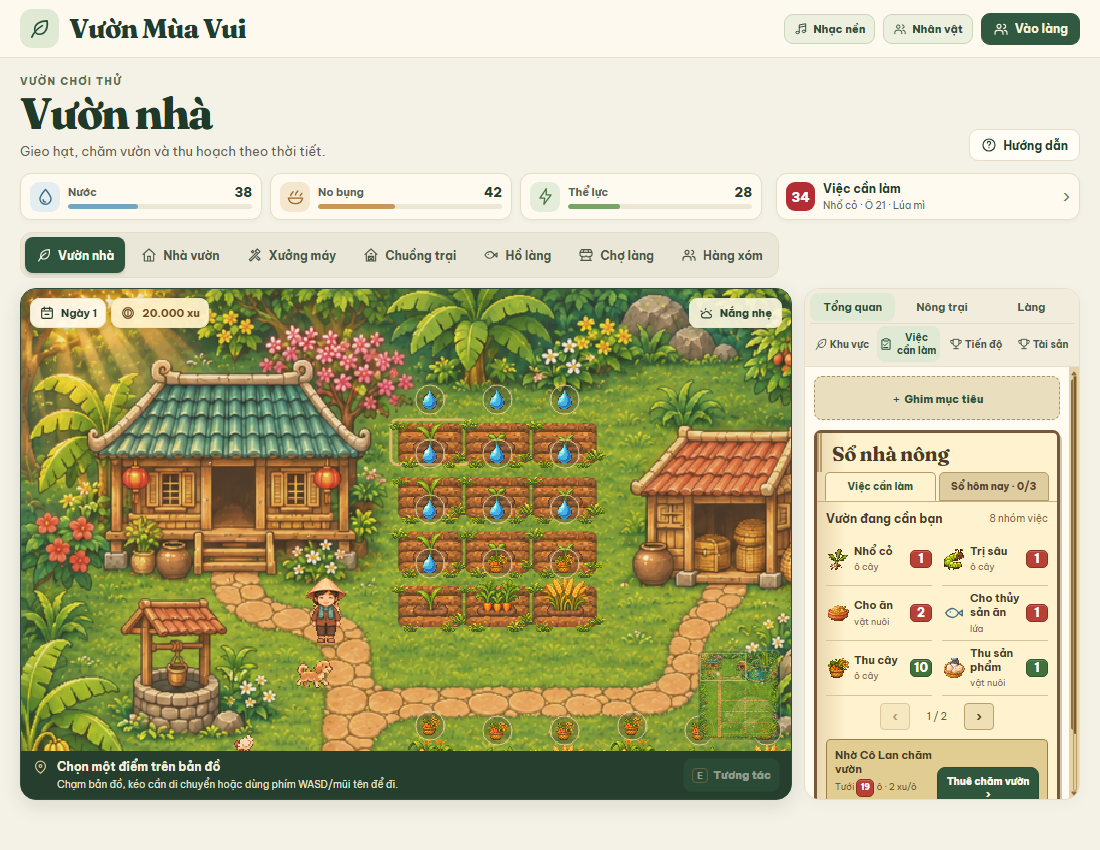 Vườn Mùa Vui
Nhạc nền
Nhân vật
Vào làng
VƯỜN CHƠI THỬ
Vườn nhà
Gieo hạt, chăm vườn và thu hoạch theo thời tiết.
Hướng dẫn
Nước 38
No bụng 42
Thể lực 28
34 Việc cần làm
Nhổ cỏ · Ô 21 · Lúa mì
Vườn nhà
Nhà vườn
Xưởng máy
Chuồng trại
Hồ làng
Chợ làng
Hàng xóm
Ngày 1
20.000 xu
Nắng nhẹ
Chọn một điểm trên bản đồ
Chạm bản đồ, kéo cần di chuyển hoặc dùng phím WASD/mũi tên để đi.
E Tương tác
Tổng quan
Nông trại
Làng
Khu vực
Việc cần làm
Tiến độ
Tài sản
+ Ghim mục tiêu
Sổ nhà nông
Việc cần làm
Sổ hôm nay · 0/3
Vườn đang cần bạn
8 nhóm việc
Nhổ cỏ 1
ô cây
Trị sâu 1
ô cây
Cho ăn 2
vật nuôi
Cho thủy sản ăn 1
lứa
Thu cây 10
ô cây
Thu sản phẩm 1
vật nuôi
‹ 1 / 2 ›
Nhờ Cô Lan chăm vườn
Tưới 19 ô · 2 xu/ô
Thuê chăm vườn ›